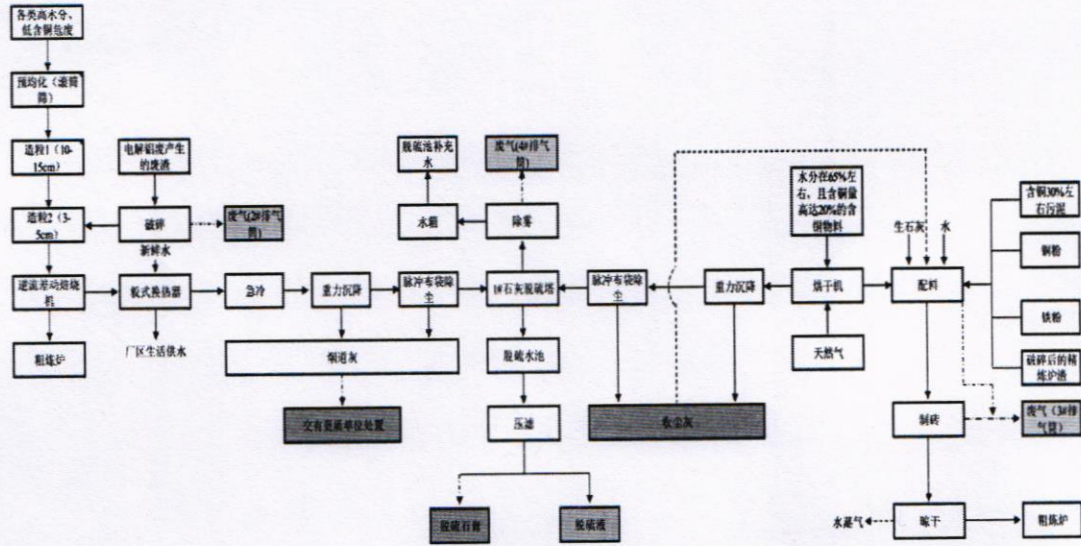 各类高水分、
低含铜危废
预均化（滚筒
筛）
造粒1（10-
15cm）
电解铝废产生
的废渣
造粒2（3-
5cm）
破碎
废气(2#排气
筒)
新鲜水
逆流差动焙烧
机
板式换热器
急冷
重力沉降
脉冲布袋除
尘
1#石灰脱硫塔
脉冲布袋除
尘
重力沉降
烘干机
配料
粗炼炉
厂区生活供水
烟道灰
交有资质单位处置
脱硫池补充
水
废气(4#排气
筒)
水箱
除雾
脱硫水池
压滤
脱硫石膏
脱硫渣
收尘灰
水分在65%左
右，且含铜量
高达20%的含
铜物料
天然气
生石灰
水
含铜30%左
右污泥
铜粉
铁粉
破碎后的精
炼炉渣
制砖
废气（3#排
气筒）
水蒸气
晾干
粗炼炉